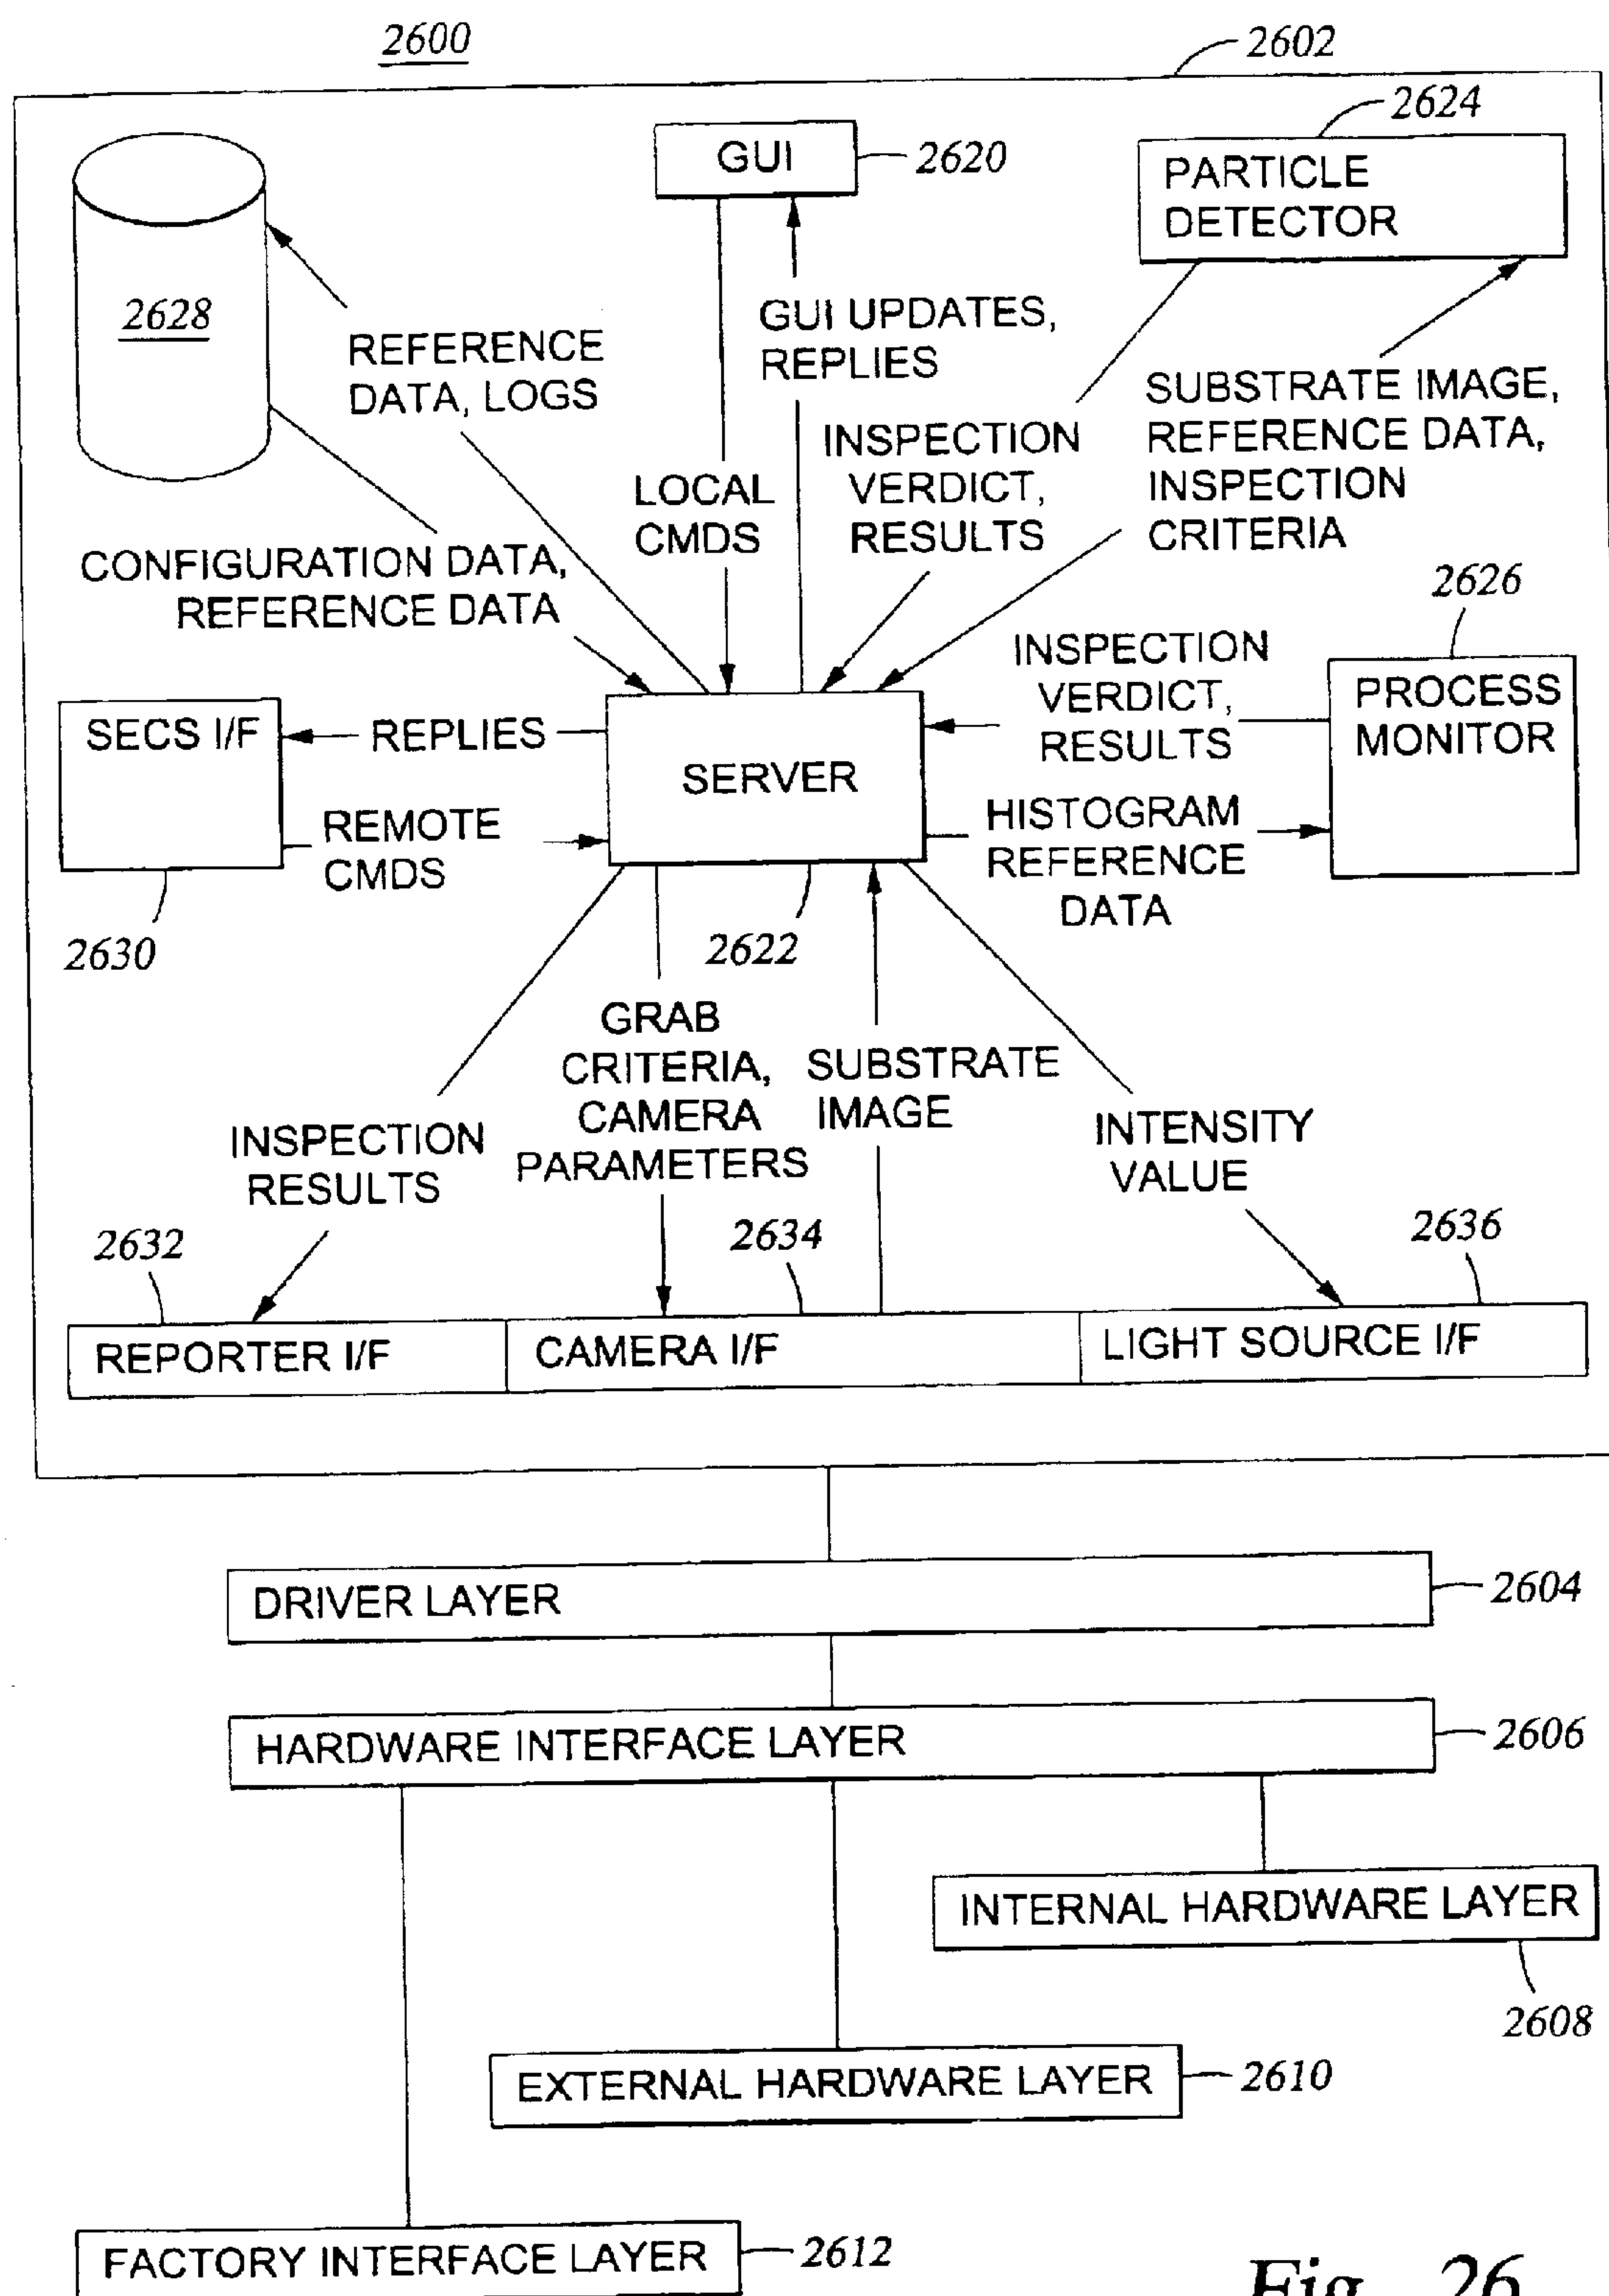 2600
2602
2624
GUI
2620
PARTICLE
DETECTOR
2628
REFERENCE
DATA, LOGS
GUI UPDATES,
REPLIES
SUBSTRATE IMAGE,
REFERENCE DATA,
INSPECTION
CRITERIA
INSPECTION
VERDICT,
RESULTS
LOCAL
CMDS
CONFIGURATION DATA,
REFERENCE DATA
2626
INSPECTION
VERDICT,
RESULTS
PROCESS
MONITOR
SECS I/F
REPLIES
SERVER
REMOTE
CMDS
HISTOGRAM
REFERENCE
DATA
2630
2622
GRAB
CRITERIA,
CAMERA
PARAMETERS
SUBSTRATE
IMAGE
INSPECTION
RESULTS
INTENSITY
VALUE
2632
2634
2636
REPORTER I/F
CAMERA I/F
LIGHT SOURCE I/F
DRIVER LAYER
2604
HARDWARE INTERFACE LAYER
2606
INTERNAL HARDWARE LAYER
2608
EXTERNAL HARDWARE LAYER
2610
FACTORY INTERFACE LAYER
2612
Fig. 26